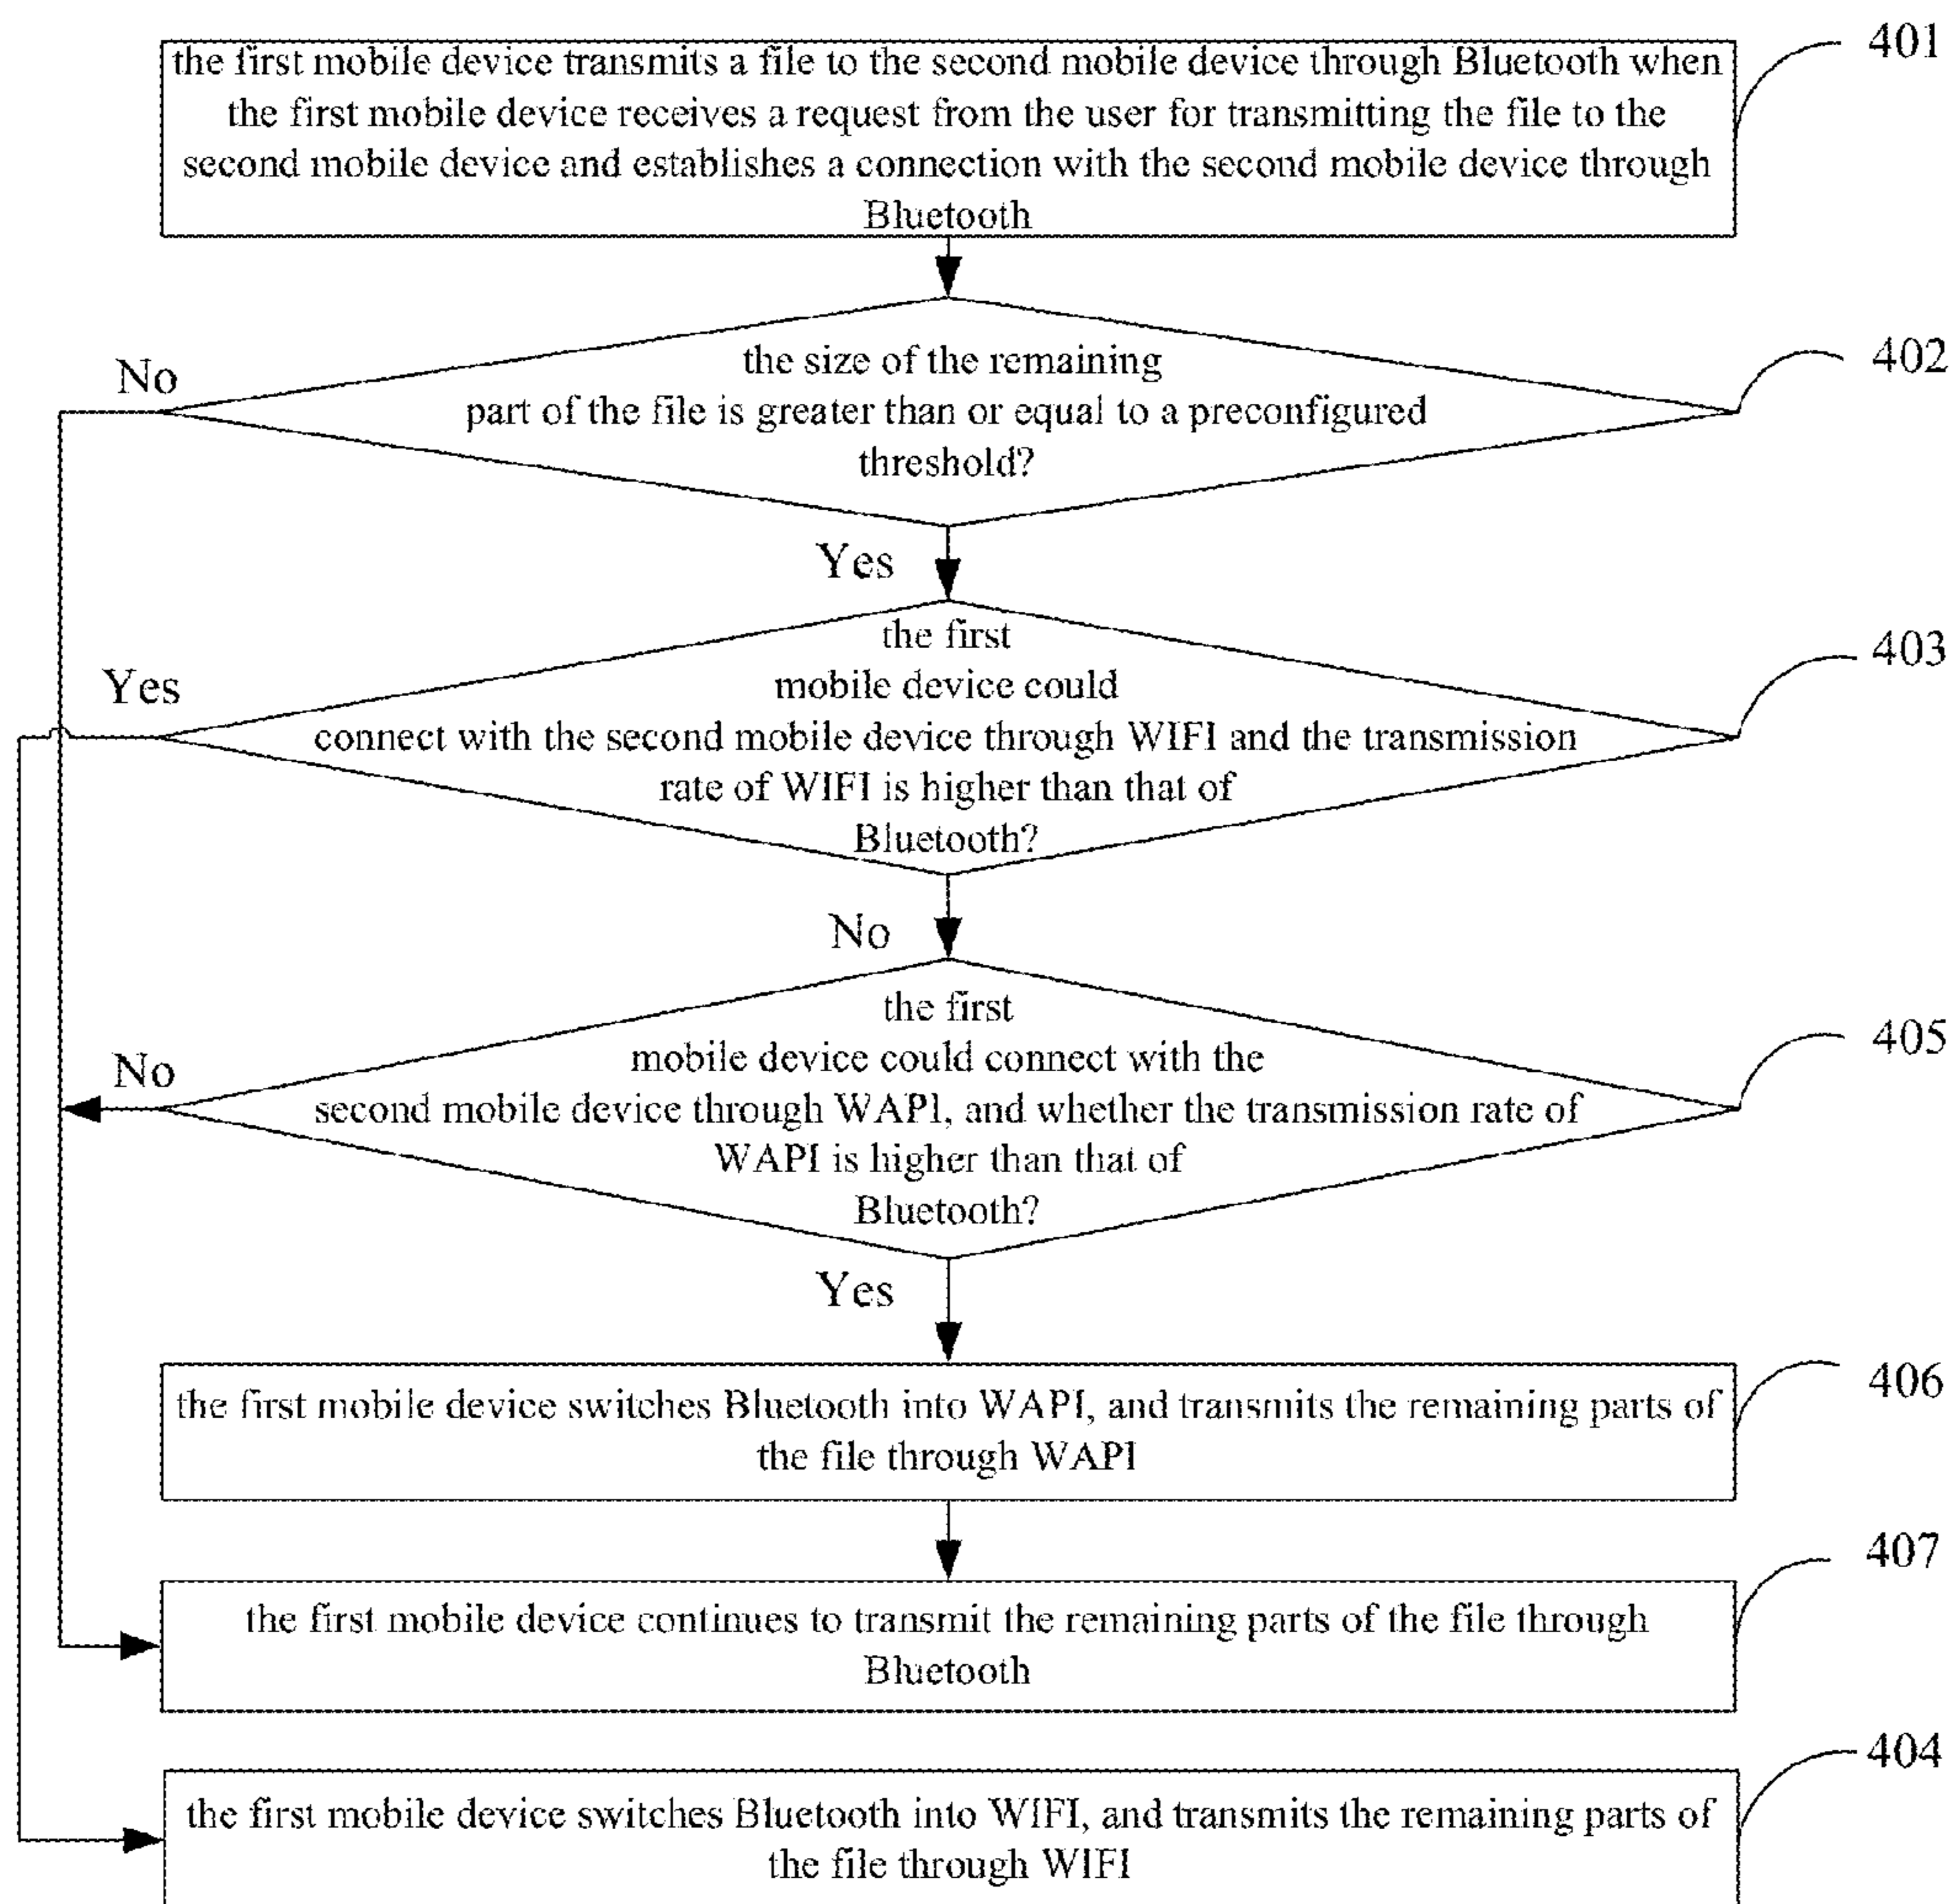 the first mobile device transmits a file to the second mobile device through Bluetooth when
the first mobile device receives a request from the user for transmitting the file to the
second mobile device and establishes a connection with the second mobile device through
Bluetooth
401
the size of the remaining
part of the file is greater than or equal to a preconfigured
threshold?
402
No
Yes
the first
mobile device could
connect with the second mobile device through WIFI and the transmission
rate of WIFI is higher than that of
Bluetooth?
403
Yes
No
the first
mobile device could connect with the
second mobile device through WAPI, and whether the transmission rate of
WAPI is higher than that of
Bluetooth?
405
No
Yes
the first mobile device switches Bluetooth into WAPI, and transmits the remaining parts of
the file through WAPI
406
the first mobile device continues to transmit the remaining parts of the file through
Bluetooth
407
the first mobile device switches Bluetooth into WIFI, and transmits the remaining parts of
the file through WIFI
404